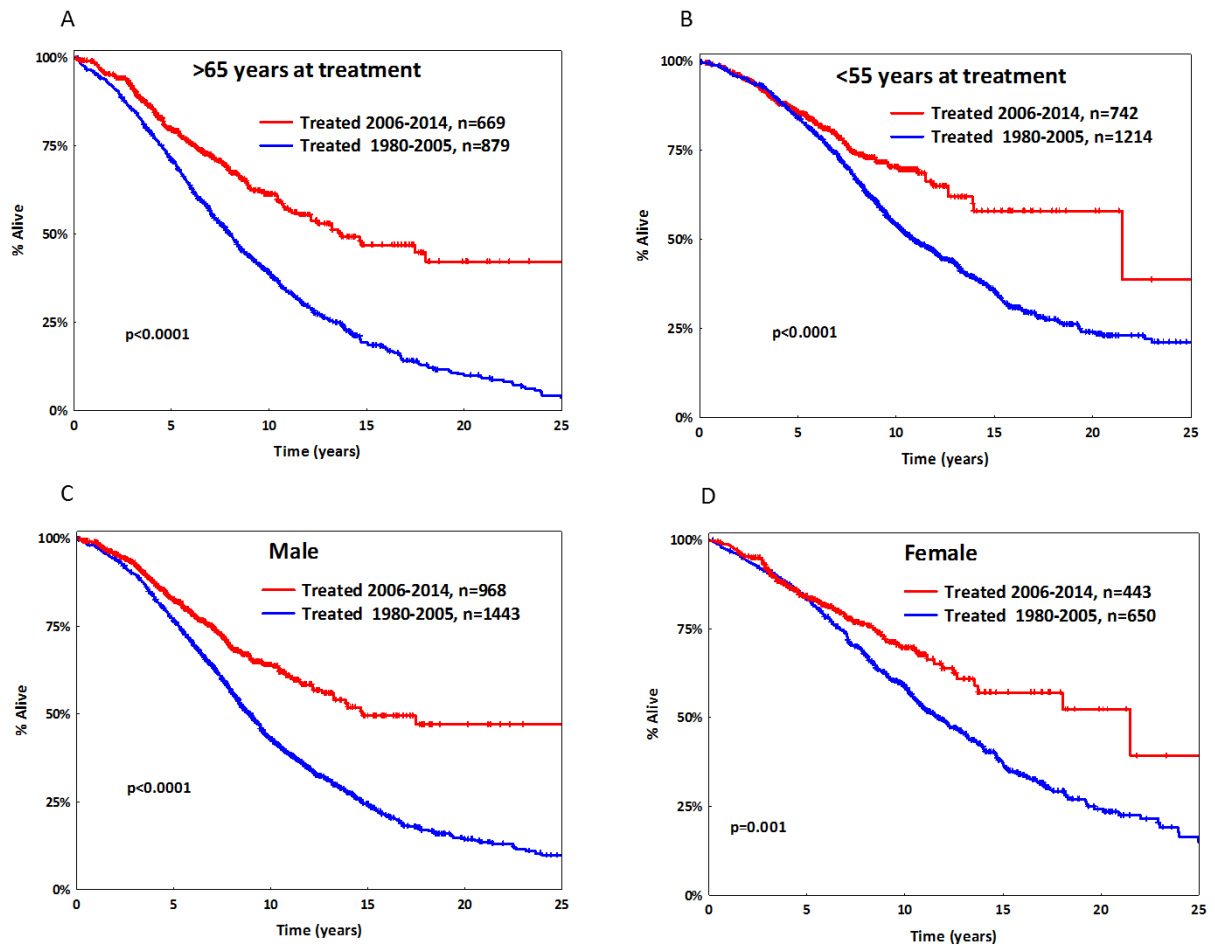 A
>65 years at treatment
Treated 2006-2014, n=669
Treated 1980-2005, n=879
100%
75%
50%
25%
0%
% Alive
p<0.0001
0 5 10 15 20 25
Time (years)
B
<55 years at treatment
Treated 2006-2014, n=742
Treated 1980-2005, n=1214
100%
75%
50%
25%
0%
% Alive
p<0.0001
0 5 10 15 20 25
Time (years)
C
Male
Treated 2006-2014, n=968
Treated 1980-2005, n=1443
100%
75%
50%
25%
0%
% Alive
p<0.0001
0 5 10 15 20 25
Time (years)
D
Female
Treated 2006-2014, n=443
Treated 1980-2005, n=650
100%
75%
50%
25%
0%
% Alive
p=0.001
0 5 10 15 20 25
Time (years)